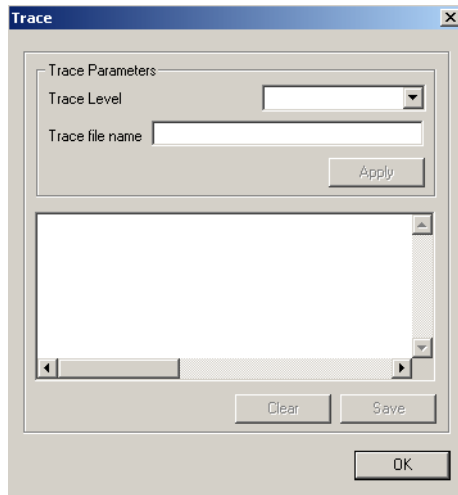 Trace
Trace Parameters
Trace Level
Trace file name
Apply
Clear Save
OK